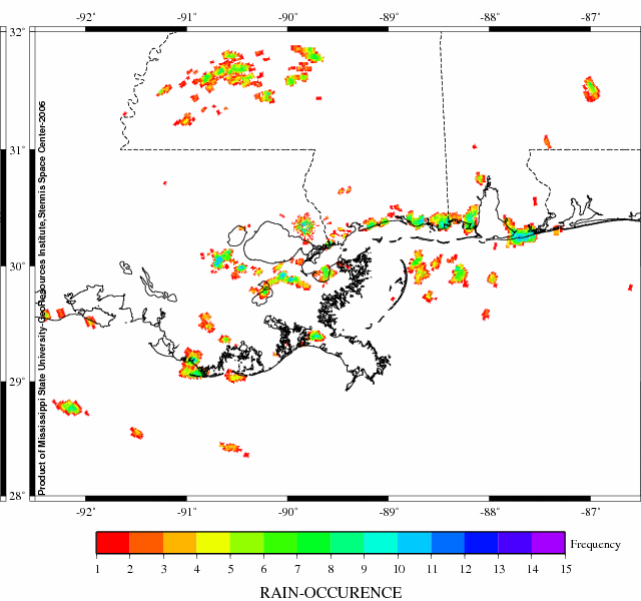 -92˚ -91˚ -90˚ -89˚ -88˚ -87˚
32˚
31˚
30˚
29˚
28˚
Product of Mississippi State University-GeoResources Institute,Stennis Space Center-2006
-92˚ -91˚ -90˚ -89˚ -88˚ -87˚
Frequency
1 2 3 4 5 6 7 8 9 10 11 12 13 14 15
RAIN-OCCURENCE